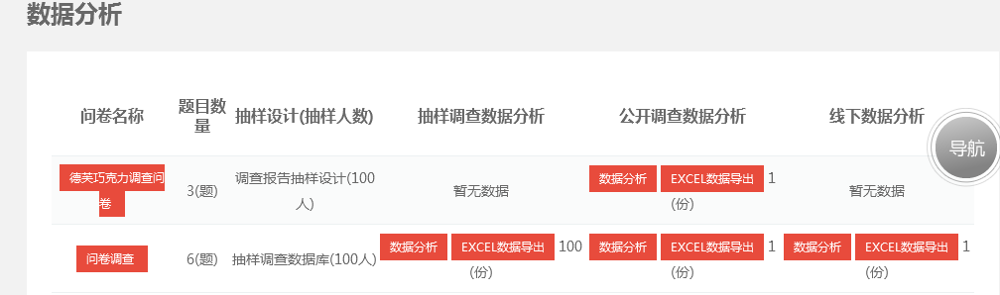 数据分析
问卷名称 题目数量 抽样设计(抽样人数) 抽样调查数据分析 公开调查数据分析 线下数据分析
导航
德芙巧克力调查问卷 3(题) 调查报告抽样设计(100人) 暂无数据 数据分析 EXCEL数据导出 1(份) 暂无数据
问卷调查 6(题) 抽样调查数据库(100人) 数据分析 EXCEL数据导出 100(份) 数据分析 EXCEL数据导出 1(份) 数据分析 EXCEL数据导出 1(份)